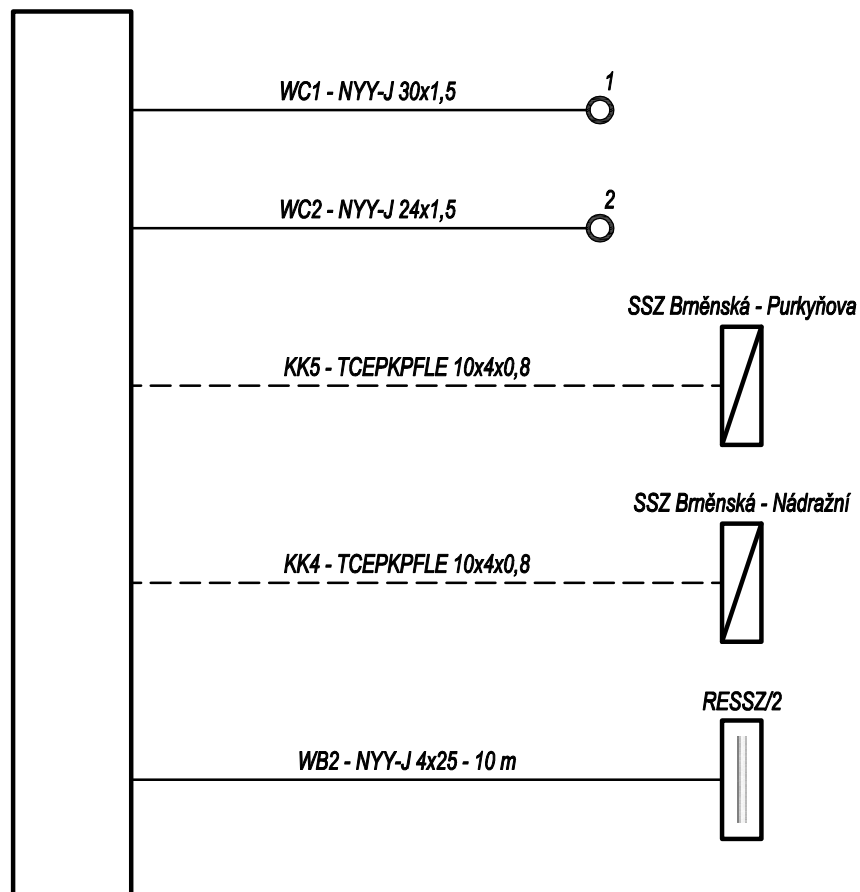 1
WC1 - NYY-J 30x1,5
2
WC2 - NYY-J 24x1,5
SSZ Brněnská - Purkyňova
KK5 - TCEPKPFLE 10x4x0,8
SSZ Brněnská - Nádražní
KK4 - TCEPKPFLE 10x4x0,8
RESSZ/2
WB2 - NYY-J 4x25 - 10 m